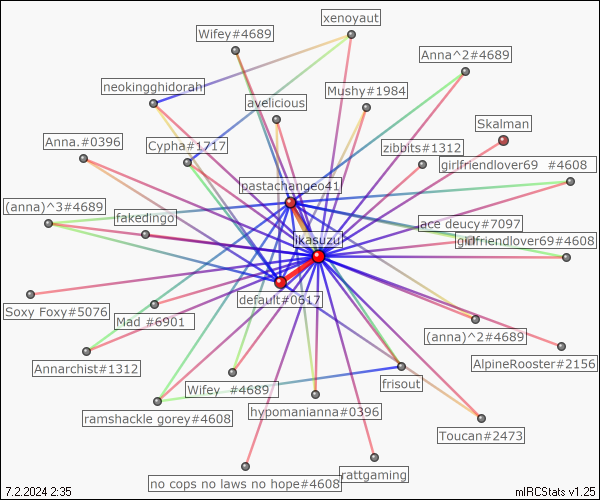 xenoyaut
Wifey#4689
Anna^2#4689
neokingghidorah
Mushy#1984
avelicious
Skalman
Cypha#1717
zibbits#1312
Anna.#0396
girlfriendlover69 #4608
pastachangeo41
(anna)^3#4689
fakedingo
ace deucy#7097
jkasuzu
girlfriendlover69#4608
default#0617
Soxy Foxy#5076
Mad #6901
(anna)^2#4689
Annarchist#1312
AlpineRooster#2156
Wifey #4689
frisout
ramshackle gorey#4608
hypomanianna#0396
Toucan#2473
rattgaming
no cops no laws no hope#4608
7.2.2024 2:35
mIRCStats v1.25